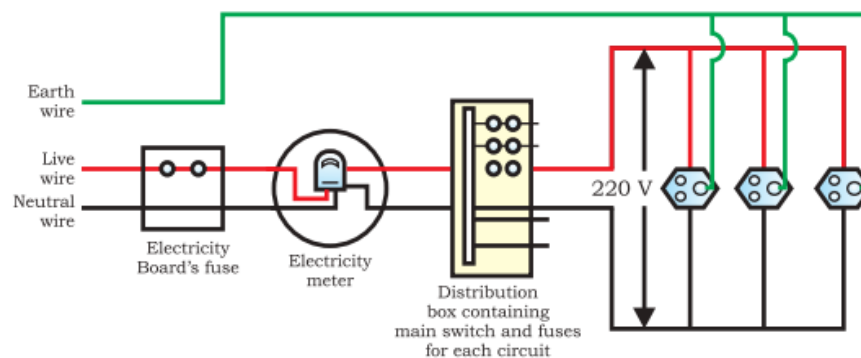 Earth
wire
Live
wire
Neutral
wire
Electricity
Board's fuse
Electricity
meter
Distribution
box containing
main switch and fuses
for each circuit
220 V